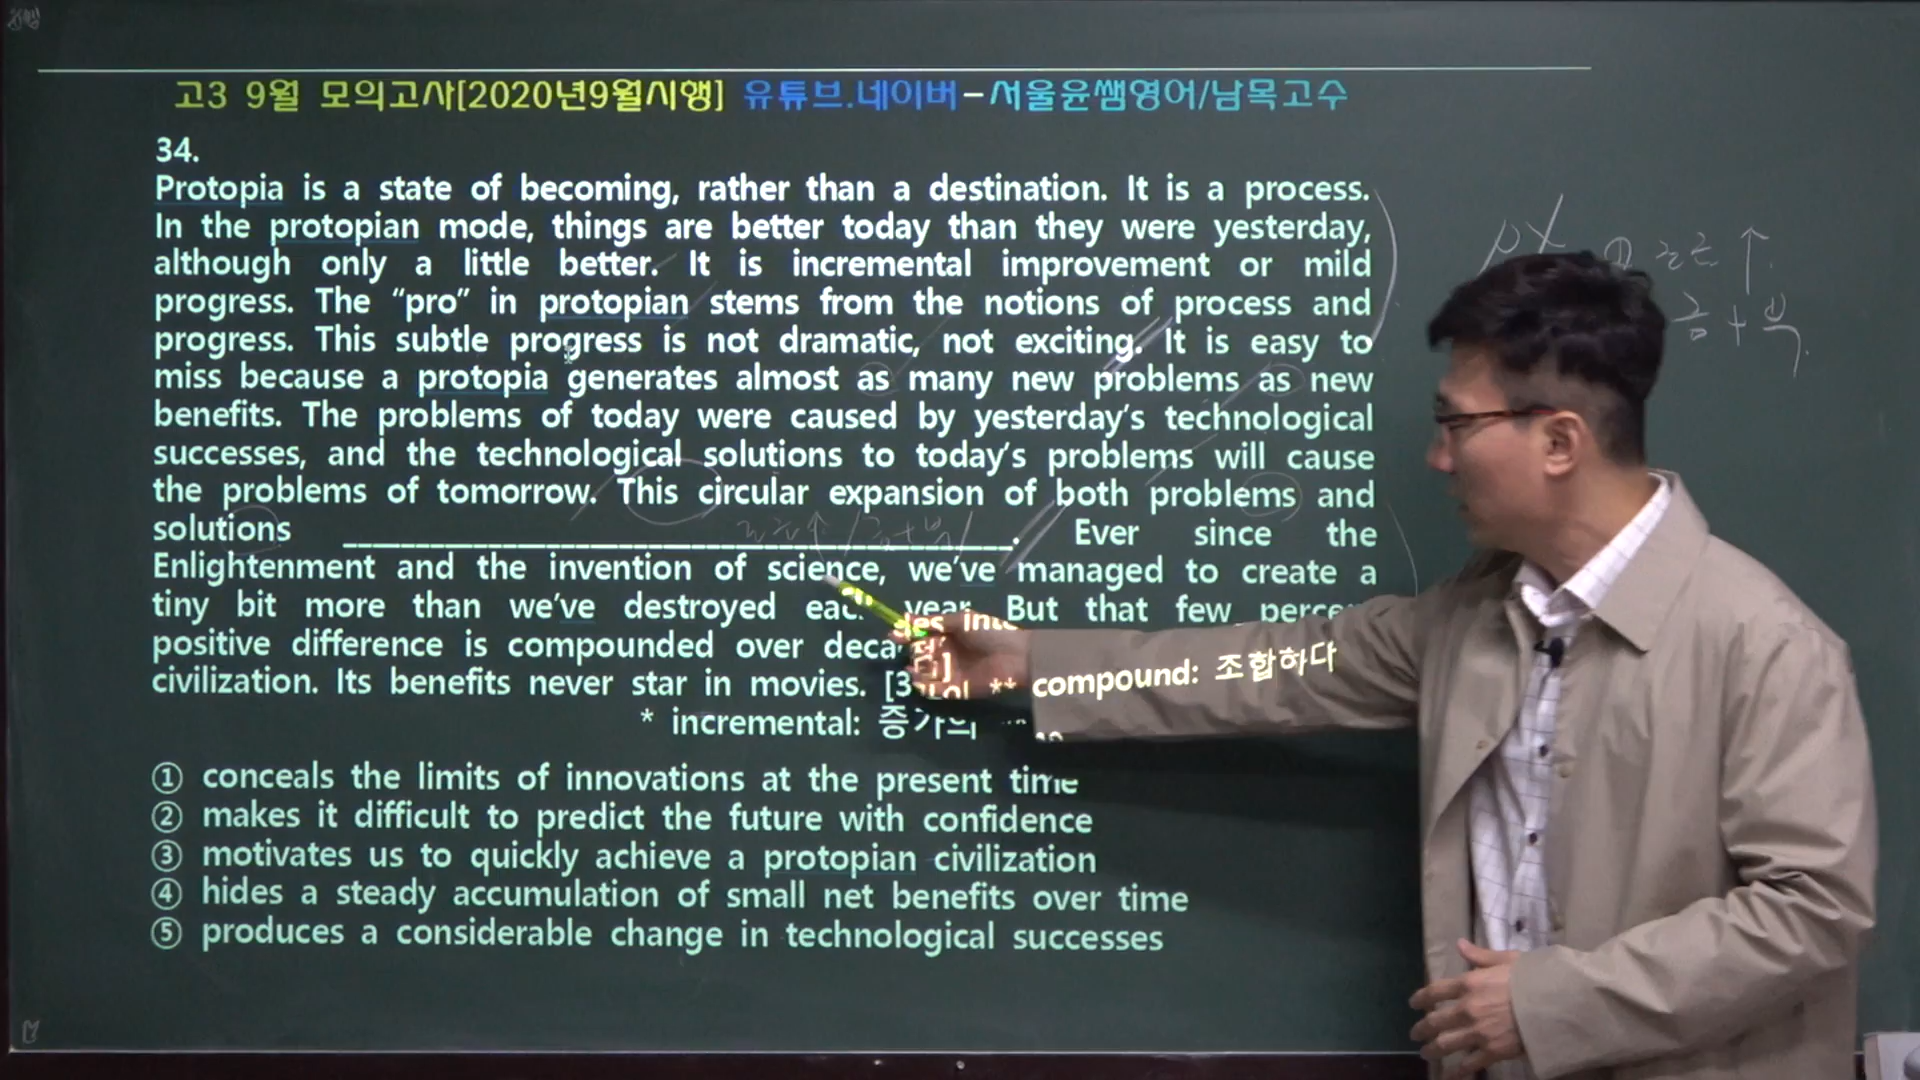 고3 9월 모의고사[2020년9월시행] 유튜브.네이버-서울윤쌤영어/남목고수
34.
Protopia is a state of becoming, rather than a destination. It is a process.
In the protopian mode, things are better today than they were yesterday,
although only a little better. It is incremental improvement or mild
progress. The “pro” in protopian stems from the notions of process and
progress. This subtle progress is not dramatic, not exciting. It is easy to
miss because a protopia generates almost as many new problems as new
benefits. The problems of today were caused by yesterday's technological
successes, and the technological solutions to today's problems will cause
the problems of tomorrow. This circular expansion of both problems and
solutions ________________________. Ever since the
Enlightenment and the invention of science, we've managed to create a
tiny bit more than we've destroyed each year. But that few
positive difference is compounded over
civilization. Its benefits never star in movies. [3
* incremental: 증가의 ** compound: 조합하다
① conceals the limits of innovations at the present time
② makes it difficult to predict the future with confidence
③ motivates us to quickly achieve a protopian civilization
④ hides a steady accumulation of small net benefits over time
⑤ produces a considerable change in technological successes